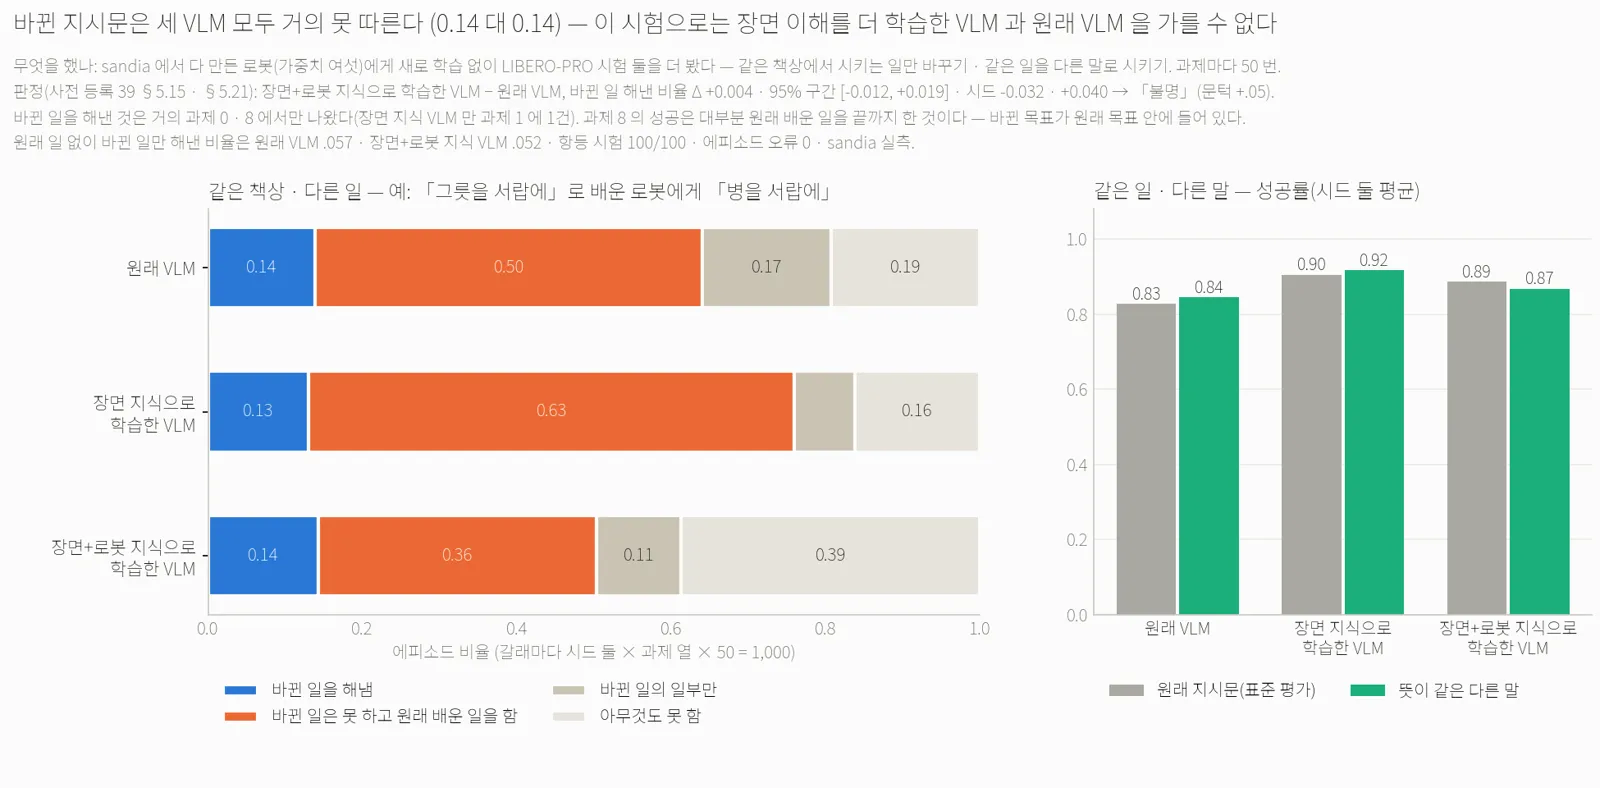 바뀐 지시문은 세 VLM 모두 거의 못 따른다 (0.14 대 0.14) — 이 시험으로는 장면 이해를 더 학습한 VLM 과 원래 VLM 을 가를 수 없다
무엇을 했나: sandia 에서 다 만든 로봇(가중치 여섯)에게 새로 학습 없이 LIBERO-PRO 시험 둘을 더 봤다 — 같은 책상에서 시키는 일만 바꾸기 · 같은 일을 다른 말로 시키기. 과제마다 50 번.
판정(사전 등록 39 §5.15 · §5.21): 장면+로봇 지식으로 학습한 VLM − 원래 VLM, 바뀐 일 해낸 비율 Δ +0.004 · 95% 구간 [-0.012, +0.019] · 시드 -0.032 · +0.040 → 「불명」(문턱 +.05).
바뀐 일을 해낸 것은 거의 과제 0 · 8 에서만 나왔다(장면 지식 VLM 만 과제 1 에 1건). 과제 8 의 성공은 대부분 원래 배운 일을 끝까지 한 것이다 — 바뀐 목표가 원래 목표 안에 들어 있다.
원래 일 없이 바뀐 일만 해낸 비율은 원래 VLM .057 · 장면+로봇 지식 VLM .052 · 항등 시험 100/100 · 에피소드 오류 0 · sandia 실측.
같은 책상 · 다른 일 — 예: 「그릇을 서랍에」로 배운 로봇에게 「병을 서랍에」
원래 VLM
0.14
0.50
0.17
0.19
장면 지식으로
학습한 VLM
0.13
0.63
0.16
장면+로봇 지식으로
학습한 VLM
0.14
0.36
0.11
0.39
0.0
0.2
0.4
0.6
0.8
1.0
에피소드 비율 (갈래마다 시드 둘 × 과제 열 × 50 = 1,000)
바뀐 일을 해냄
바뀐 일의 일부만
바뀐 일은 못 하고 원래 배운 일을 함
아무것도 못 함
같은 일 · 다른 말 — 성공률(시드 둘 평균)
1.0
0.8
0.6
0.4
0.2
0.0
0.83
0.84
0.90
0.92
0.89
0.87
원래 VLM
장면 지식으로
학습한 VLM
장면+로봇 지식으로
학습한 VLM
원래 지시문(표준 평가)
뜻이 같은 다른 말